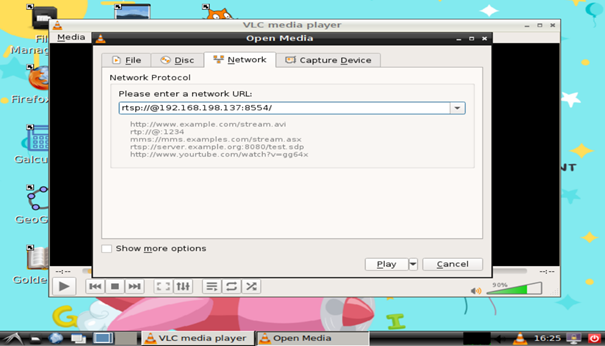 VLC media player
Open Media
Media
File
Disc
Network
Capture Device
Network Protocol
Please enter a network URL:
rtsp://@192.168.198.137:8554/
http://www.example.com/stream.avi
rtp://@:1234
mms://mms.examples.com/stream.asx
rtsp://server.example.org:8080/test.sdp
http://www.yourtube.com/watch?v=gg64x
Show more options
Play
Cancel
--:--
--:--
90%
Firefo
Galcu
GeoG
Golde
NT
G
I
VLC media player
Open Media
16:25